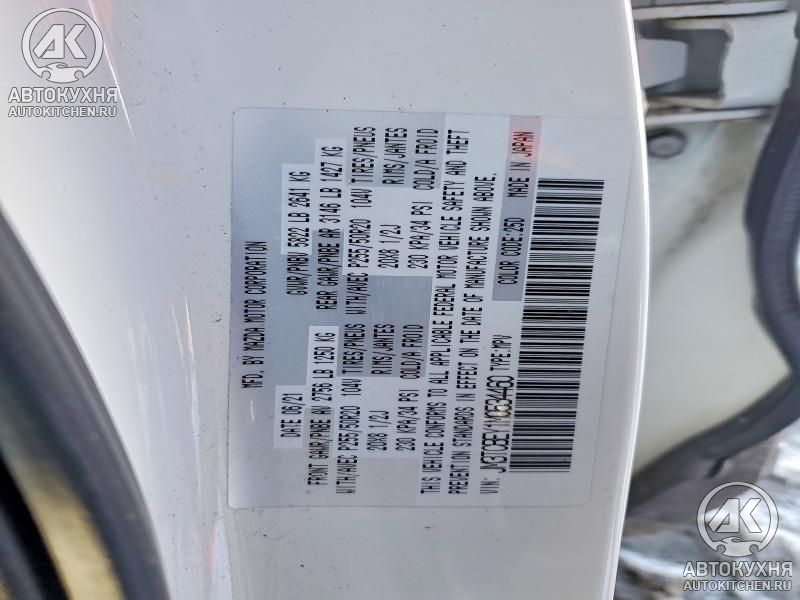 AK
АВТОКУХНЯ
AUTOKITCHEN.RU
MFD. BY MAZDA MOTOR CORPORATION
DATE 06/21 GVWR/PNBV 5822 LB 2641 KG
FRONT GAWR/PNBE AV 2756 LB 1250 KG REAR GAWR/PNBE AR 3146 LB 1427 KG
WITH/AVEC P255/50R20 104V TIRES/PNEUS WITH/AVEC P255/50R20 104V TIRES/PNEUS
20X8 1/2J RIMS/JANTES 20X8 1/2J RIMS/JANTES
230 KPA/34 PSI COLD/A FROID 230 KPA/34 PSI COLD/A FROID
THIS VEHICLE CONFORMS TO ALL APPLICABLE FEDERAL MOTOR VEHICLE SAFETY AND THEFT
PREVENTION STANDARDS IN EFFECT ON THE DATE OF MANUFACTURE SHOWN ABOVE.
VIN: TYPE:MPV COLOR CODE:25D MADE IN JAPAN
AK
АВТОКУХНЯ
AUTOKITCHEN.RU